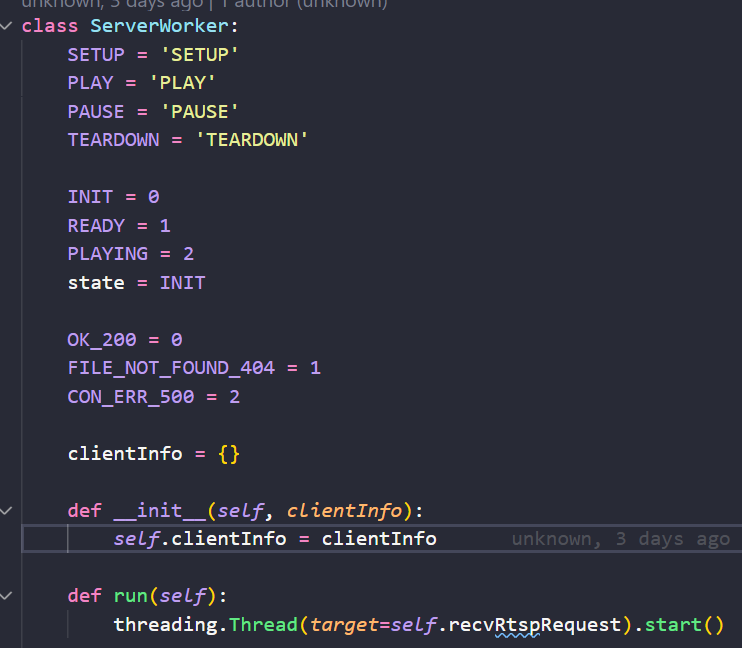 unknown, 3 days ago | 1 author (unknown)
class ServerWorker:
SETUP = 'SETUP'
PLAY = 'PLAY'
PAUSE = 'PAUSE'
TEARDOWN = 'TEARDOWN'
INIT = 0
READY = 1
PLAYING = 2
state = INIT
OK_200 = 0
FILE_NOT_FOUND_404 = 1
CON_ERR_500 = 2
clientInfo = {}
def __init__(self, clientInfo):
self.clientInfo = clientInfo unknown, 3 days ago
def run(self):
threading.Thread(target=self.recvRtspRequest).start()